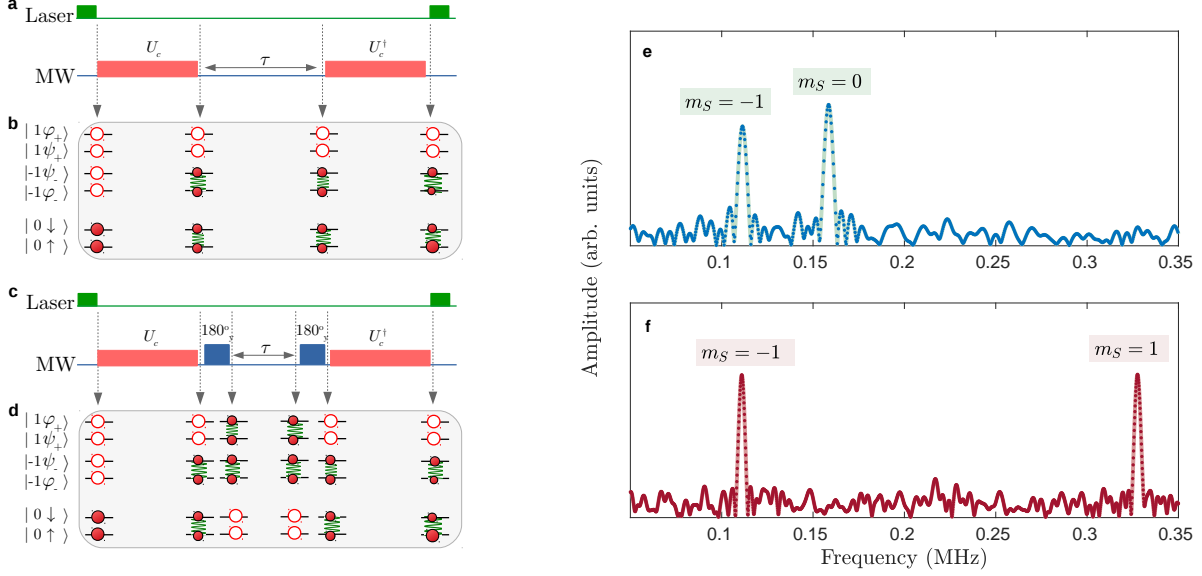 a
Laser
U_c
U_c^†
τ
MW
b
| 1φ_+⟩
| 1ψ_+⟩
|-1ψ_-⟩
|-1φ_-⟩
| 0 ↓ ⟩
| 0 ↑ ⟩
c
Laser
U_c
180°_y
180°_y
U_c^†
τ
MW
d
| 1φ_+⟩
| 1ψ_+⟩
|-1ψ_-⟩
|-1φ_-⟩
| 0 ↓ ⟩
| 0 ↑ ⟩
Amplitude (arb. units)
e
m_S = −1
m_S = 0
0.1 0.15 0.2 0.25 0.3 0.35
f
m_S = −1
m_S = 1
0.1 0.15 0.2 0.25 0.3 0.35
Frequency (MHz)